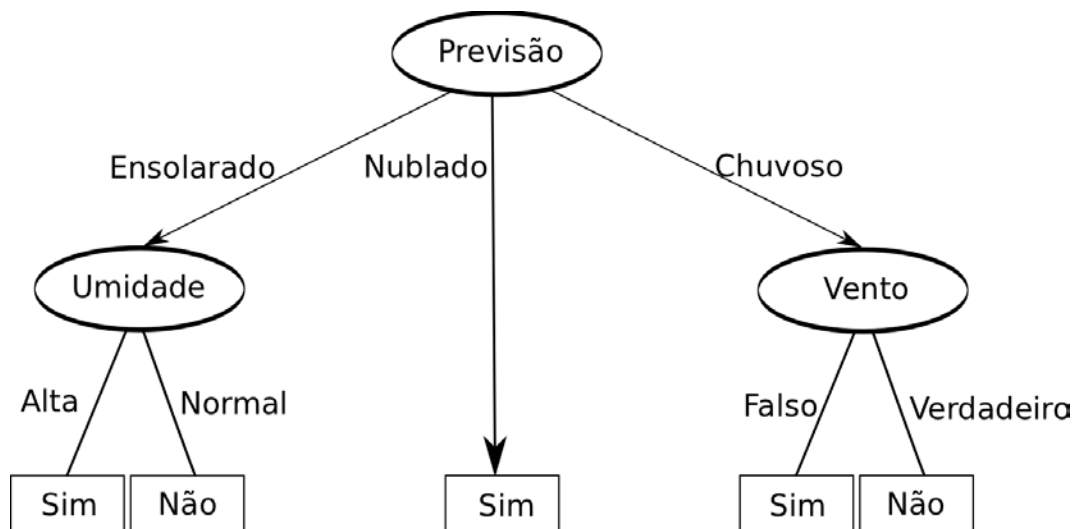 Previsão
Ensolarado
Nublado
Chuvoso
Umidade
Vento
Alta
Normal
Falso
Verdadeiro
Sim
Não
Sim
Sim
Não